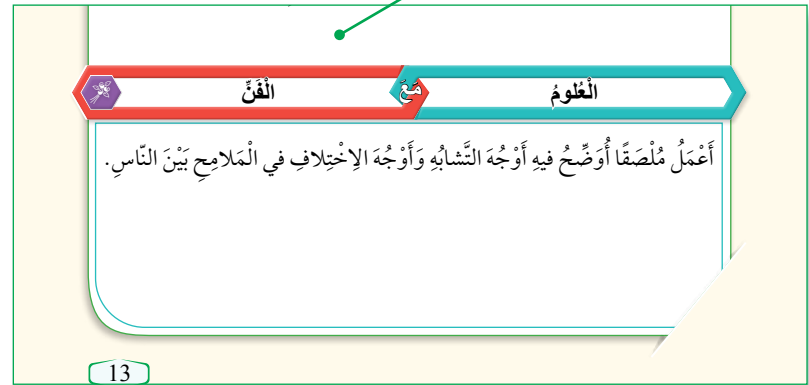 الْعُلومُ مَعَ الْفَنِّ
أَعْمَلُ مُلْصَقًا أُوَضِّحُ فيهِ أَوْجُهَ التَّشابُهِ وَأَوْجُهَ الِاخْتِلافِ في الْمَلامِحِ بَيْنَ النّاسِ.
13